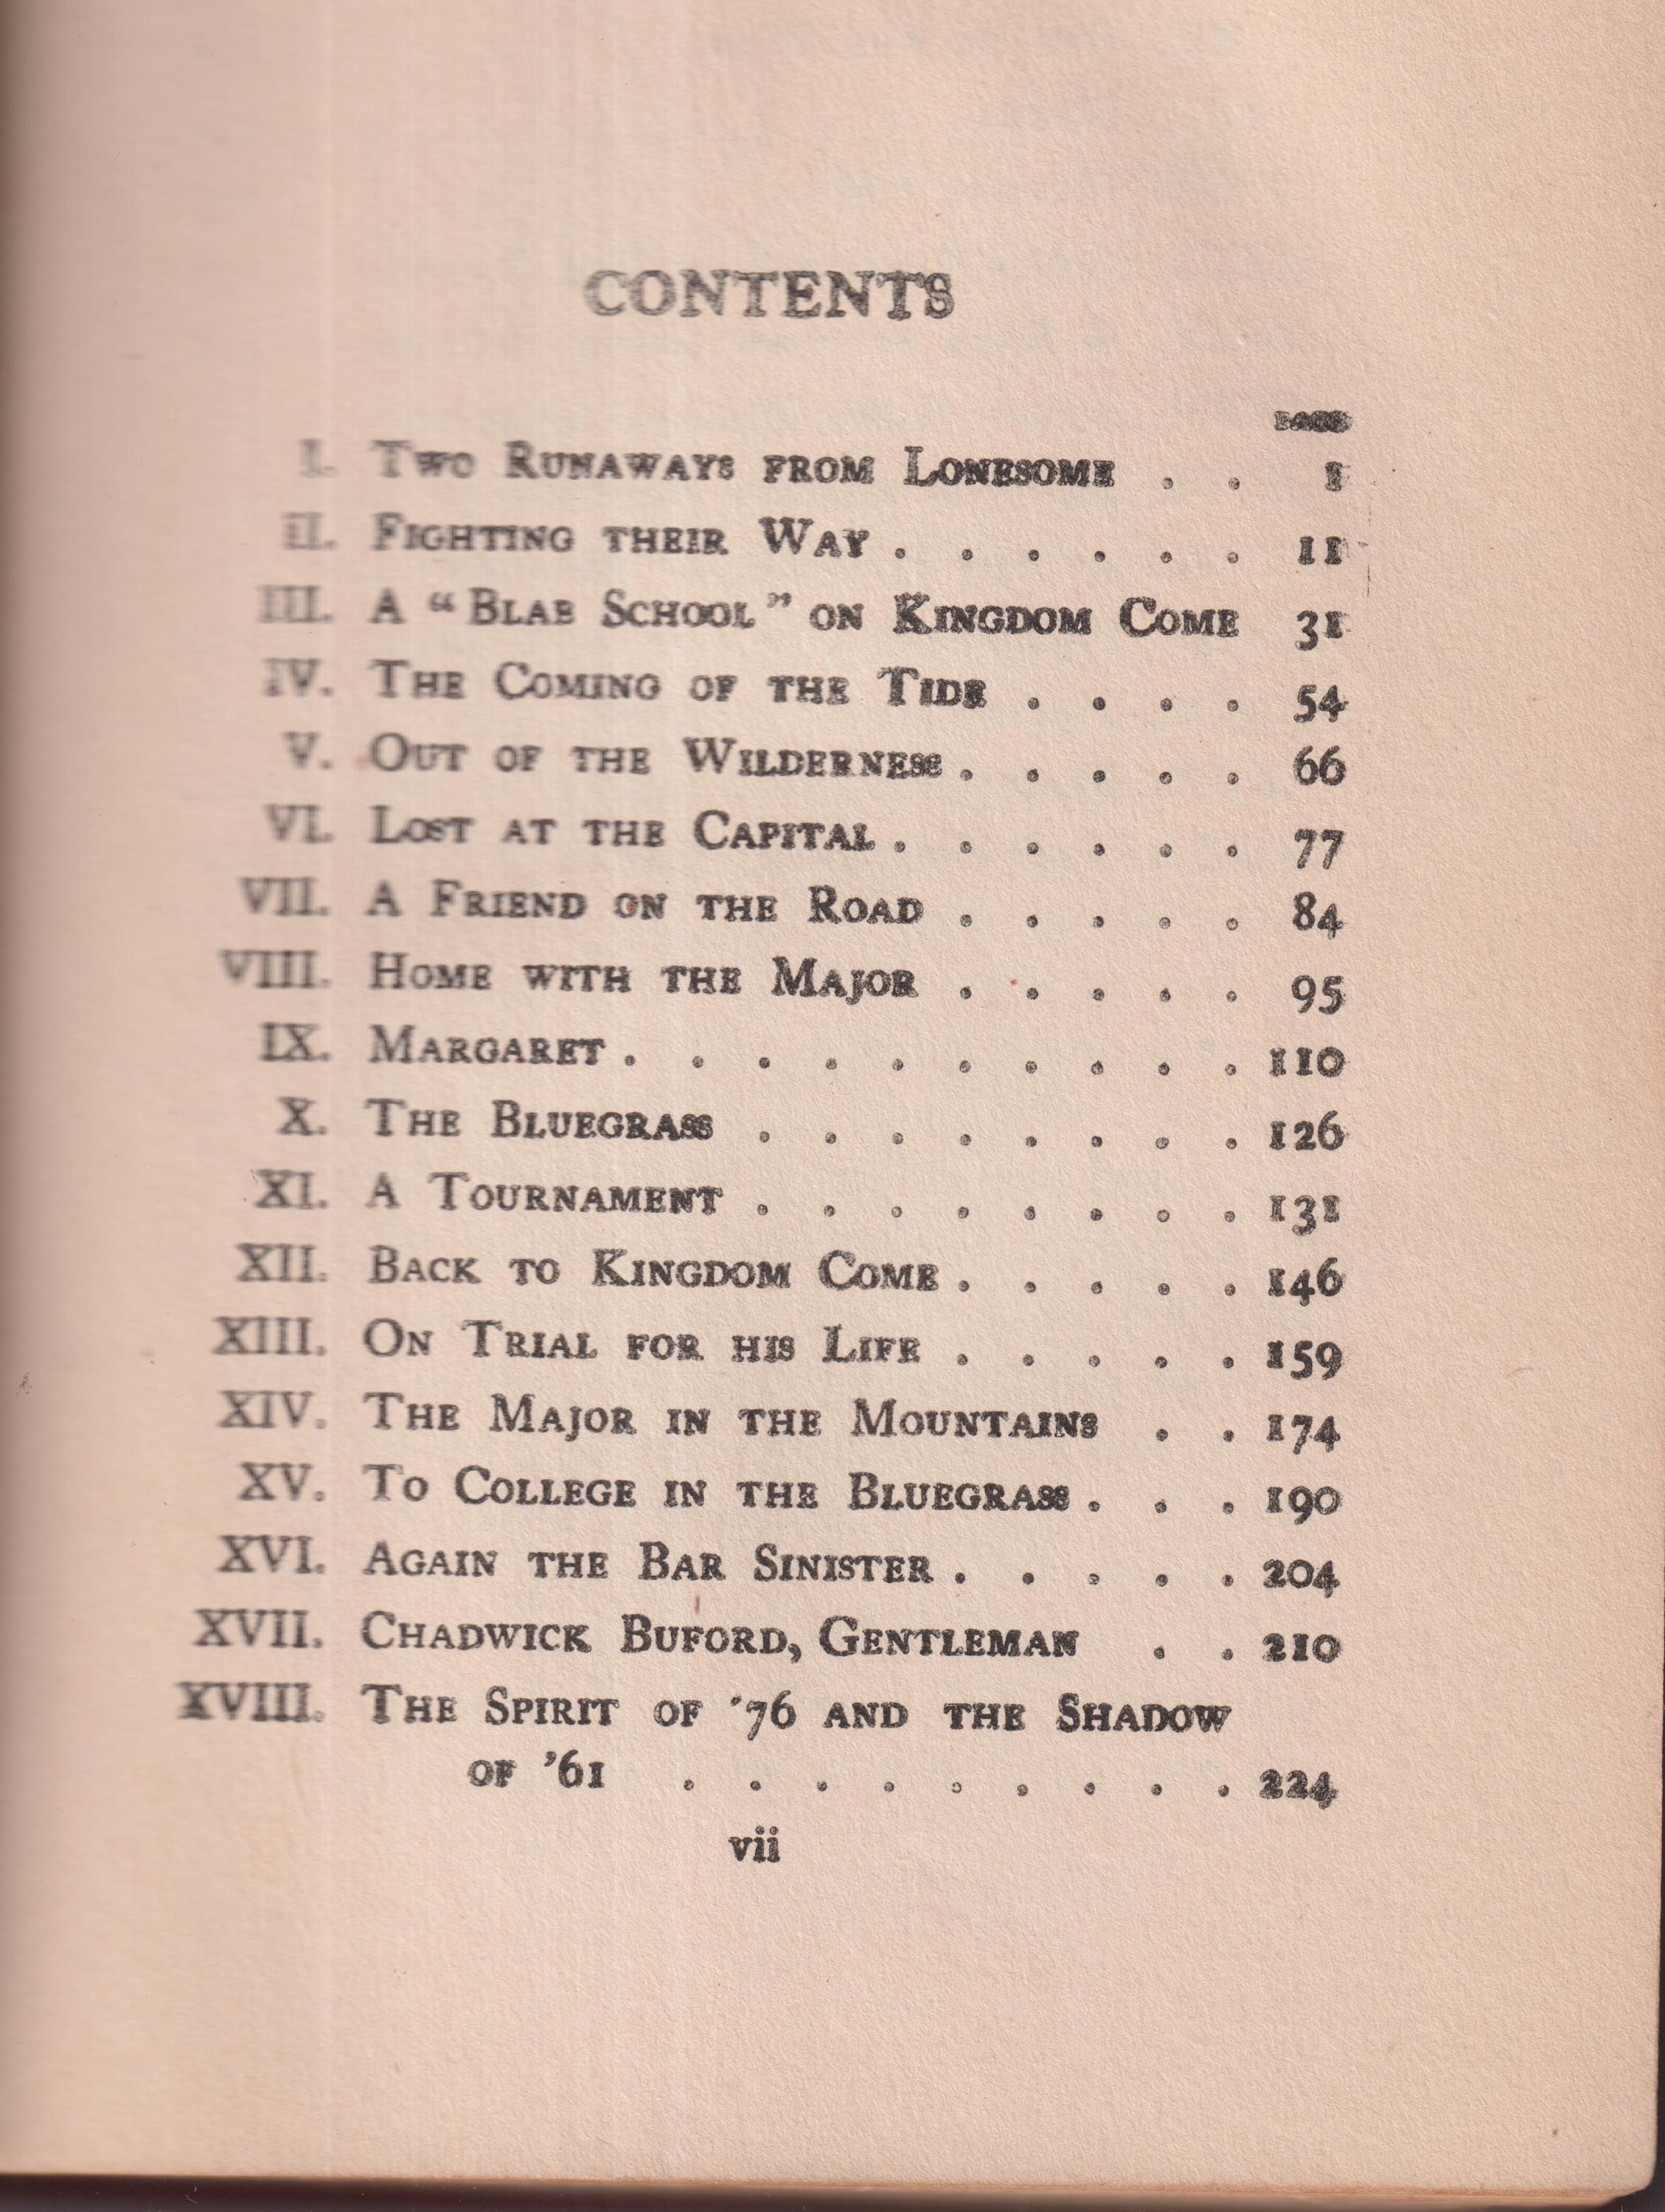 CONTENTS
PAGE
I. TWO RUNAWAYS FROM LONESOME . . 1
II. FIGHTING THEIR WAY . . . . . . 11
III. A “BLAB SCHOOL” ON KINGDOM COME 31
IV. THE COMING OF THE TIDE . . . . 54
V. OUT OF THE WILDERNESS . . . . . 66
VI. LOST AT THE CAPITAL . . . . . . 77
VII. A FRIEND ON THE ROAD . . . . . 84
VIII. HOME WITH THE MAJOR . . . . . 95
IX. MARGARET . . . . . . . . . . 110
X. THE BLUEGRASS . . . . . . . . 126
XI. A TOURNAMENT . . . . . . . . 131
XII. BACK TO KINGDOM COME . . . . . 146
XIII. ON TRIAL FOR HIS LIFE . . . . . 159
XIV. THE MAJOR IN THE MOUNTAINS . . 174
XV. TO COLLEGE IN THE BLUEGRASS . . . 190
XVI. AGAIN THE BAR SINISTER . . . . . 204
XVII. CHADWICK BUFORD, GENTLEMAN . . 210
XVIII. THE SPIRIT OF ’76 AND THE SHADOW
OF ’61 . . . . . . . . . 224
vii